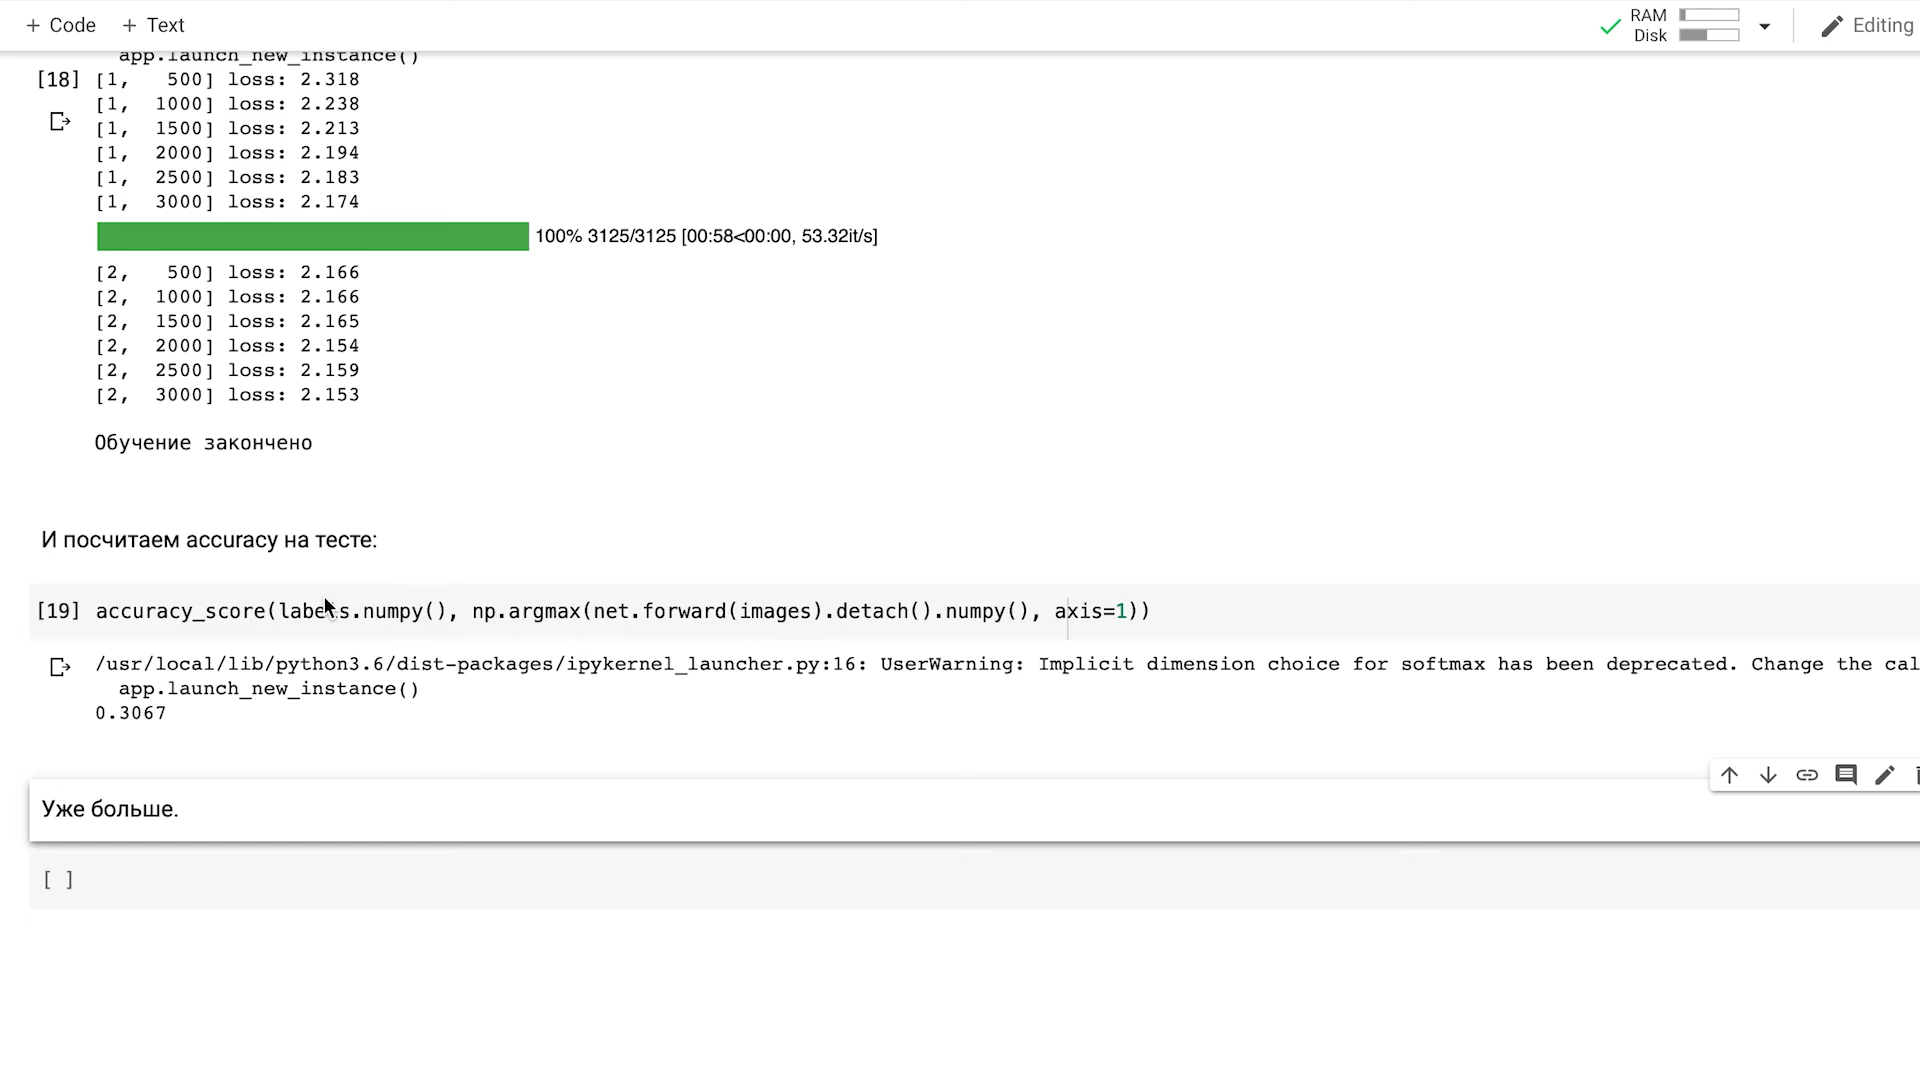 + Code + Text RAM Disk Editing
app.launch_new_instance()
[18] [1,   500] loss: 2.318
[1,  1000] loss: 2.238
[1,  1500] loss: 2.213
[1,  2000] loss: 2.194
[1,  2500] loss: 2.183
[1,  3000] loss: 2.174
100% 3125/3125 [00:58<00:00, 53.32it/s]
[2,   500] loss: 2.166
[2,  1000] loss: 2.166
[2,  1500] loss: 2.165
[2,  2000] loss: 2.154
[2,  2500] loss: 2.159
[2,  3000] loss: 2.153
Обучение закончено
И посчитаем accuracy на тесте:
[19] accuracy_score(labels.numpy(), np.argmax(net.forward(images).detach().numpy(), axis=1))
/usr/local/lib/python3.6/dist-packages/ipykernel_launcher.py:16: UserWarning: Implicit dimension choice for softmax has been deprecated. Change the cal
app.launch_new_instance()
0.3067
Уже больше.
[ ]